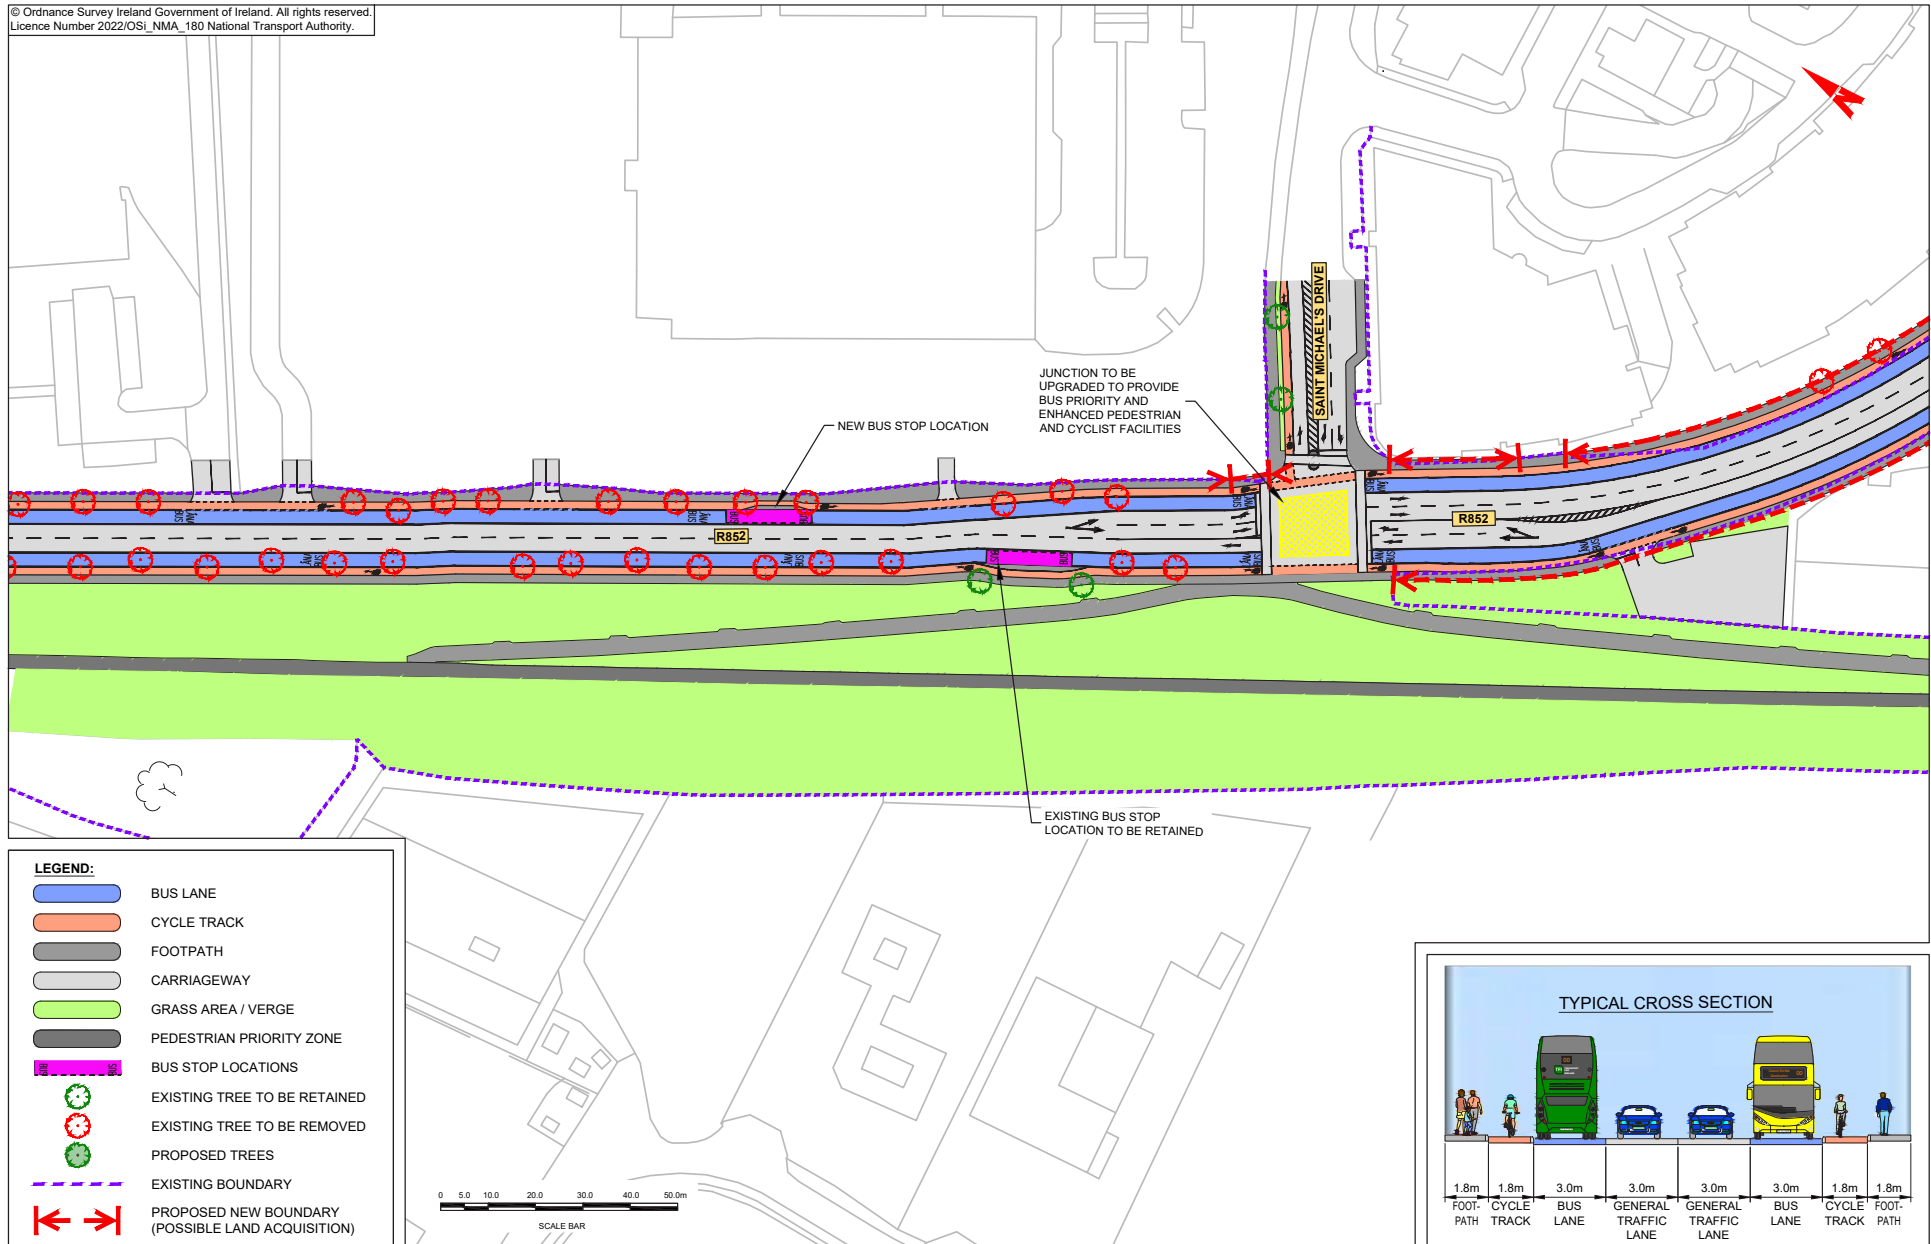 © Ordnance Survey Ireland Government of Ireland. All rights reserved.
Licence Number 2022/OSi_NMA_180 National Transport Authority.
SAINT MICHAEL'S DRIVE
JUNCTION TO BE
UPGRADED TO PROVIDE
BUS PRIORITY AND
ENHANCED PEDESTRIAN
AND CYCLIST FACILITIES
NEW BUS STOP LOCATION
R852
R852
EXISTING BUS STOP
LOCATION TO BE RETAINED
LEGEND:
BUS LANE
CYCLE TRACK
FOOTPATH
CARRIAGEWAY
GRASS AREA / VERGE
PEDESTRIAN PRIORITY ZONE
BUS STOP LOCATIONS
EXISTING TREE TO BE RETAINED
EXISTING TREE TO BE REMOVED
PROPOSED TREES
EXISTING BOUNDARY
PROPOSED NEW BOUNDARY
(POSSIBLE LAND ACQUISITION)
0 5.0 10.0 20.0 30.0 40.0 50.0m
SCALE BAR
TYPICAL CROSS SECTION
1.8m 1.8m 3.0m 3.0m 3.0m 3.0m 1.8m 1.8m
FOOT- CYCLE BUS GENERAL GENERAL BUS CYCLE FOOT-
PATH TRACK LANE TRAFFIC TRAFFIC LANE TRACK PATH
LANE LANE